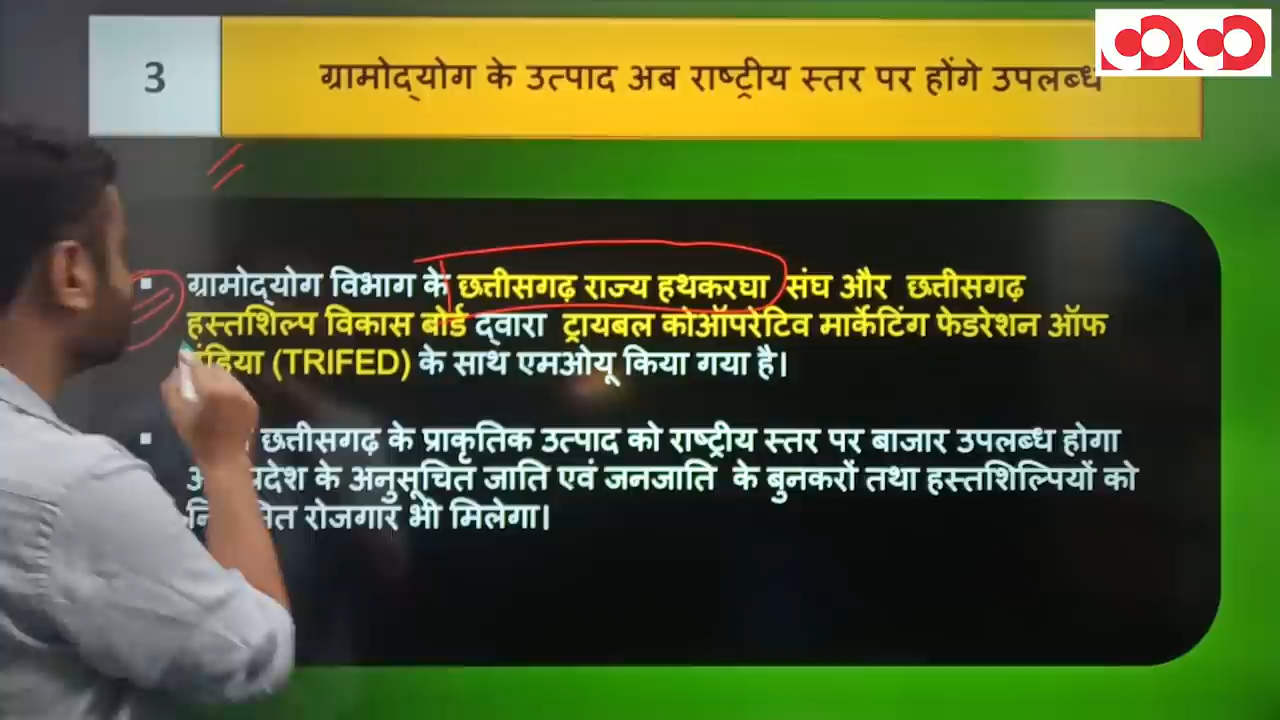 3
ग्रामोद्योग के उत्पाद अब राष्ट्रीय स्तर पर होंगे उपलब्ध
ग्रामोद्योग विभाग के छत्तीसगढ़ राज्य हथकरघा संघ और छत्तीसगढ़
हस्तशिल्प विकास बोर्ड द्वारा ट्रायबल कोऑपरेटिव मार्केटिंग फेडरेशन ऑफ
(TRIFED) के साथ एमओयू किया गया है।
छत्तीसगढ़ के प्राकृतिक उत्पाद को राष्ट्रीय स्तर पर बाजार उपलब्ध होगा
के अनुसूचित जाति एवं जनजाति के बुनकरों तथा हस्तशिल्पियों को
रोजगार भी मिलेगा।